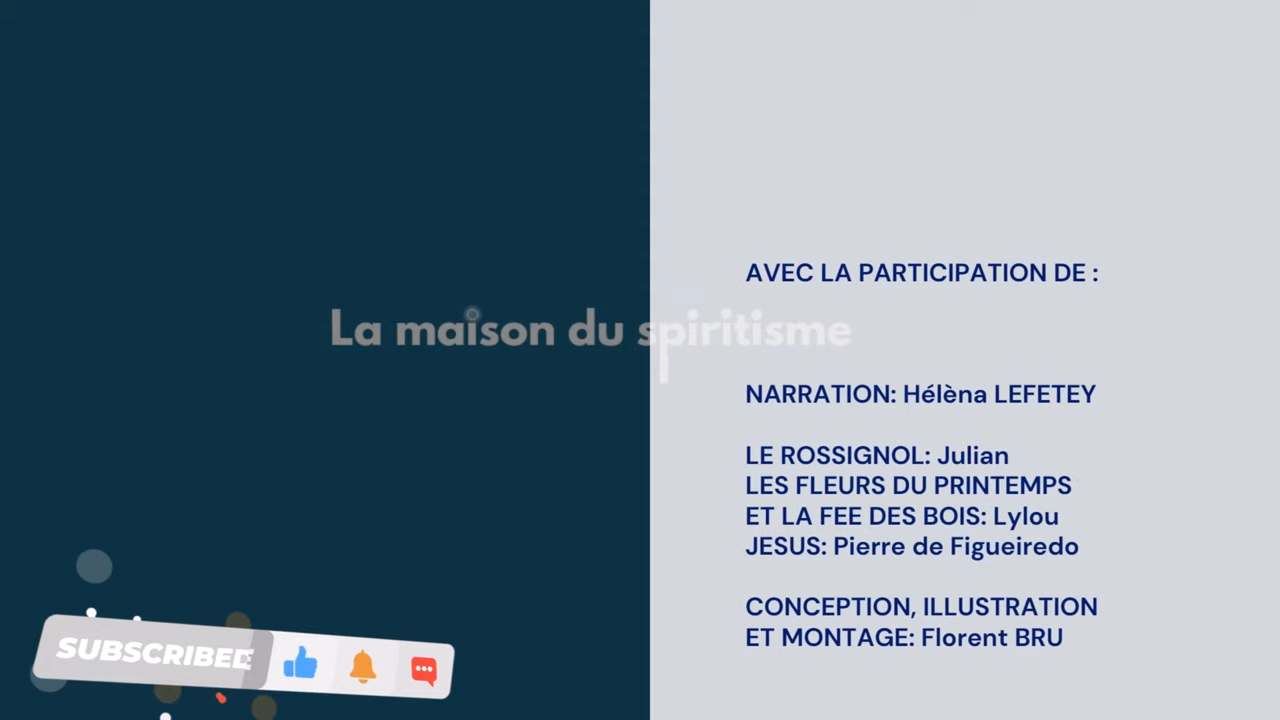 AVEC LA PARTICIPATION DE :
La maison du spiritisme
NARRATION: Hélèna LEFETEY
LE ROSSIGNOL: Julian
LES FLEURS DU PRINTEMPS
ET LA FEE DES BOIS: Lylou
JESUS: Pierre de Figueiredo
CONCEPTION, ILLUSTRATION
ET MONTAGE: Florent BRU
SUBSCRIBED